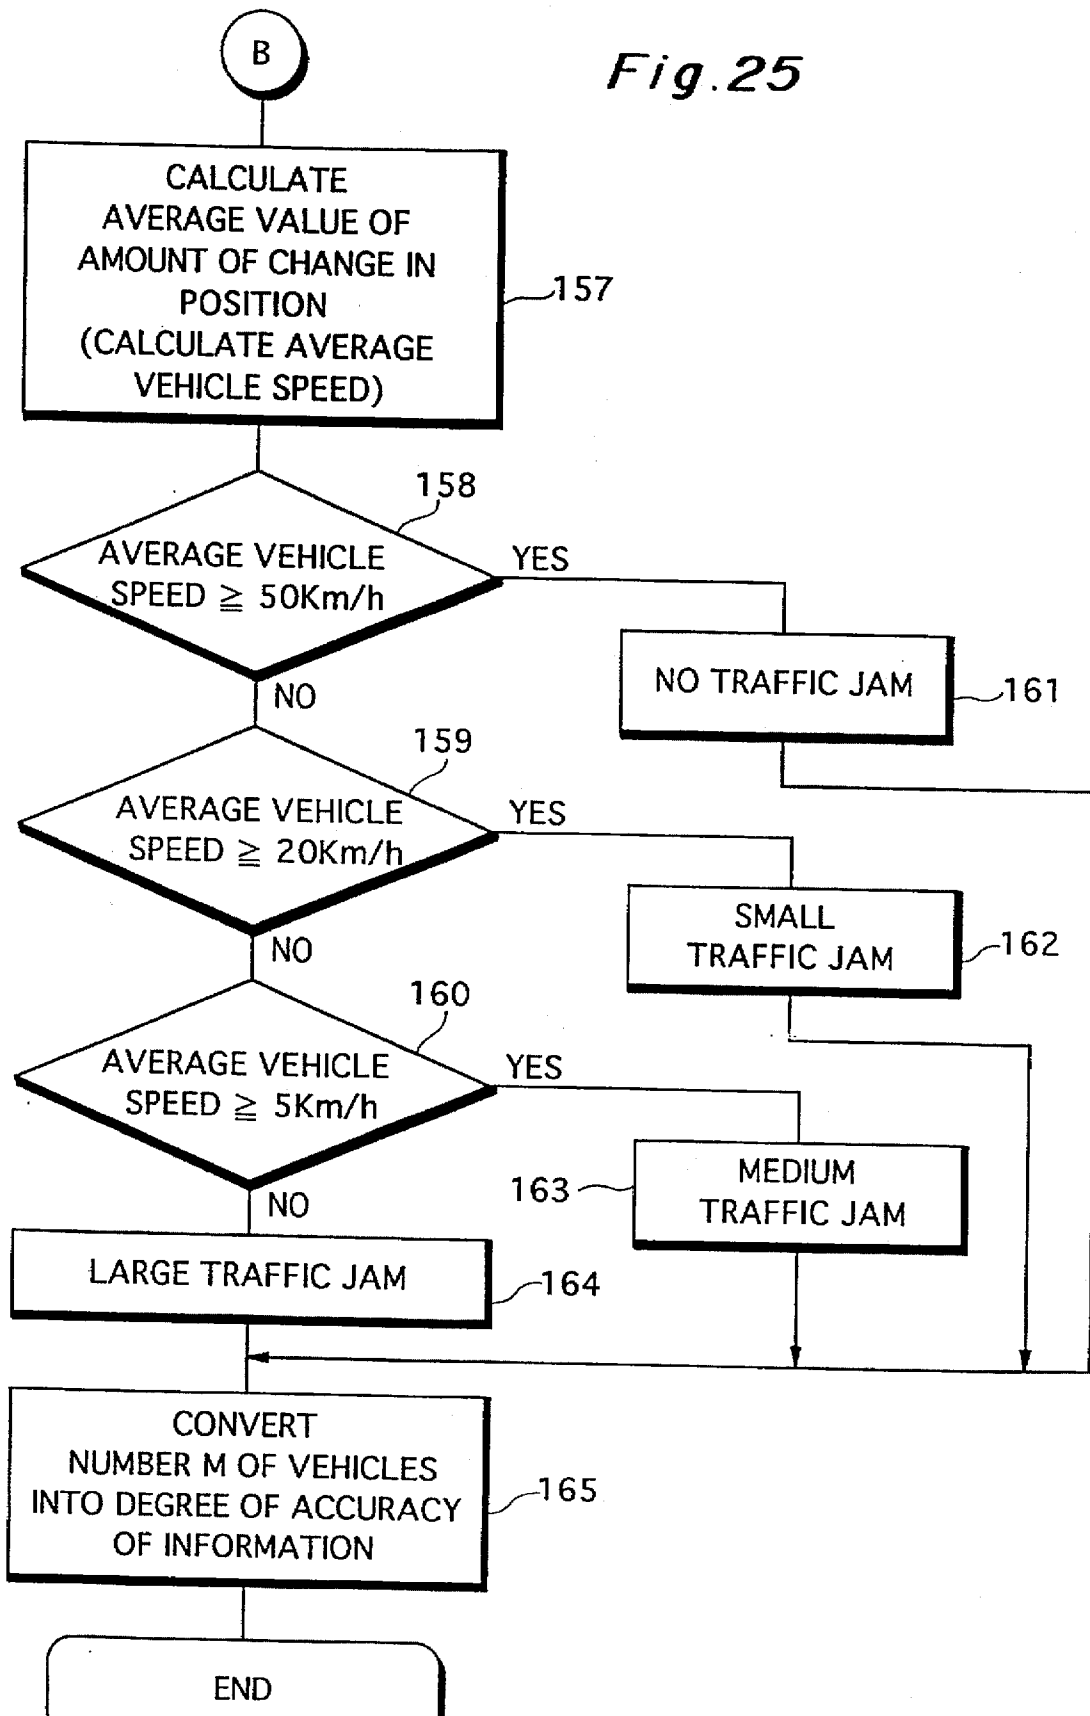 B
Fig. 25
CALCULATE
AVERAGE VALUE OF
AMOUNT OF CHANGE IN
POSITION
(CALCULATE AVERAGE
VEHICLE SPEED)
157
158
AVERAGE VEHICLE
SPEED ≧ 50Km/h
YES
NO
NO TRAFFIC JAM
161
159
AVERAGE VEHICLE
SPEED ≧ 20Km/h
YES
NO
SMALL
TRAFFIC JAM
162
160
AVERAGE VEHICLE
SPEED ≧ 5Km/h
YES
NO
163
MEDIUM
TRAFFIC JAM
LARGE TRAFFIC JAM
164
CONVERT
NUMBER M OF VEHICLES
INTO DEGREE OF ACCURACY
OF INFORMATION
165
END